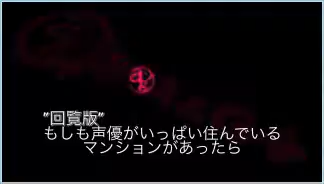 ”回覧版”
もしも声優がいっぱい住んでいる
マンションがあったら